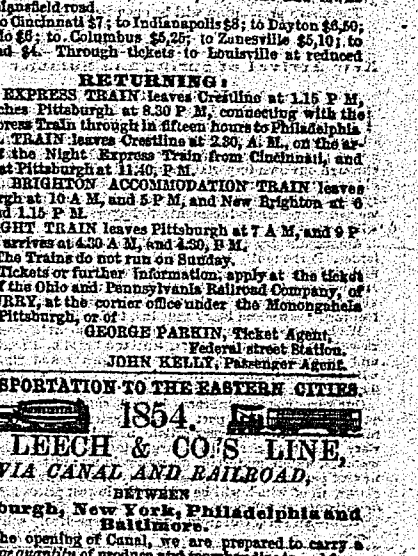 Mansfield road.
o Cincinnati $7; to Indianapolis $8; to Dayton $6,50;
do $6; to Columbus $5,25; to Zanesville $5,10; to
nd $4. Through tickets to Louisville at reduced
RETURNING:
EXPRESS TRAIN leaves Crestline at 1.15 P M,
ches Pittsburgh at 8.30 P M, connecting with the
press Train through in fifteen hours to Philadelphia.
TRAIN leaves Crestline at 2.30, A. M., on the ar-
f the Night Express Train from Cincinnati, and
at Pittsburgh at 11.40, P. M.
BRIGHTON ACCOMMODATION TRAIN leaves
rgh at 10 A M, and 5 P M, and New Brighton at 6
nd 1.15 P M.
GHT TRAIN leaves Pittsburgh at 7 A M, and 9 P
arrives at 4.30 A M, and 4.30, P M.
The Trains do not run on Sunday.
Tickets or further information, apply at the ticket
f the Ohio and Pennsylvania Railroad Company, of
RRY, at the corner office under the Monongahela
Pittsburgh, or of
GEORGE PARKIN, Ticket Agent,
Federal street Station.
JOHN KELLY, Passenger Agent.
SPORTATION TO THE EASTERN CITIES.
1854.
LEECH & CO'S LINE,
VIA CANAL AND RAILROAD,
BETWEEN
burgh, New York, Philadelphia and
Baltimore.
he opening of Canal, we are prepared to carry a
quantity of produce and